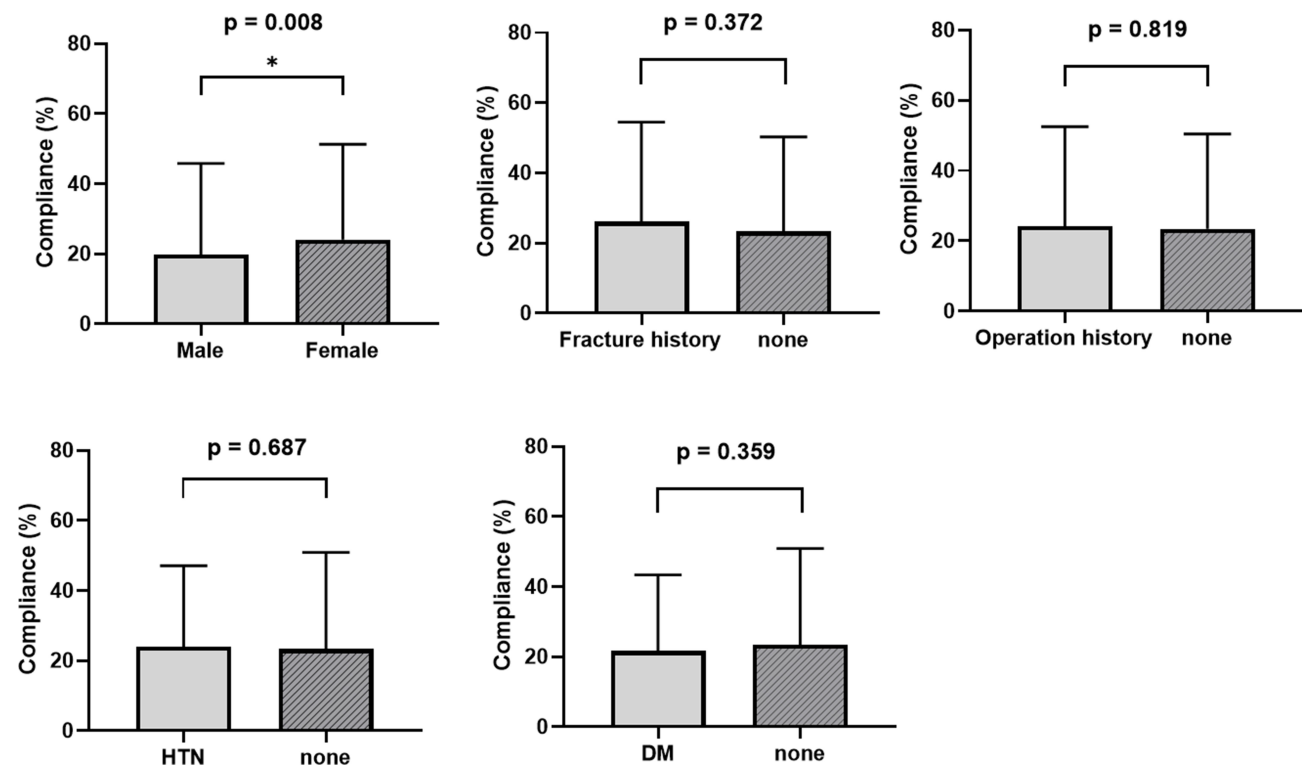 p = 0.008
*
Compliance (%)
80
60
40
20
0
Male Female
p = 0.372
Compliance (%)
80
60
40
20
0
Fracture history none
p = 0.819
Compliance (%)
80
60
40
20
0
Operation history none
p = 0.687
Compliance (%)
80
60
40
20
0
HTN none
p = 0.359
Compliance (%)
80
60
40
20
0
DM none